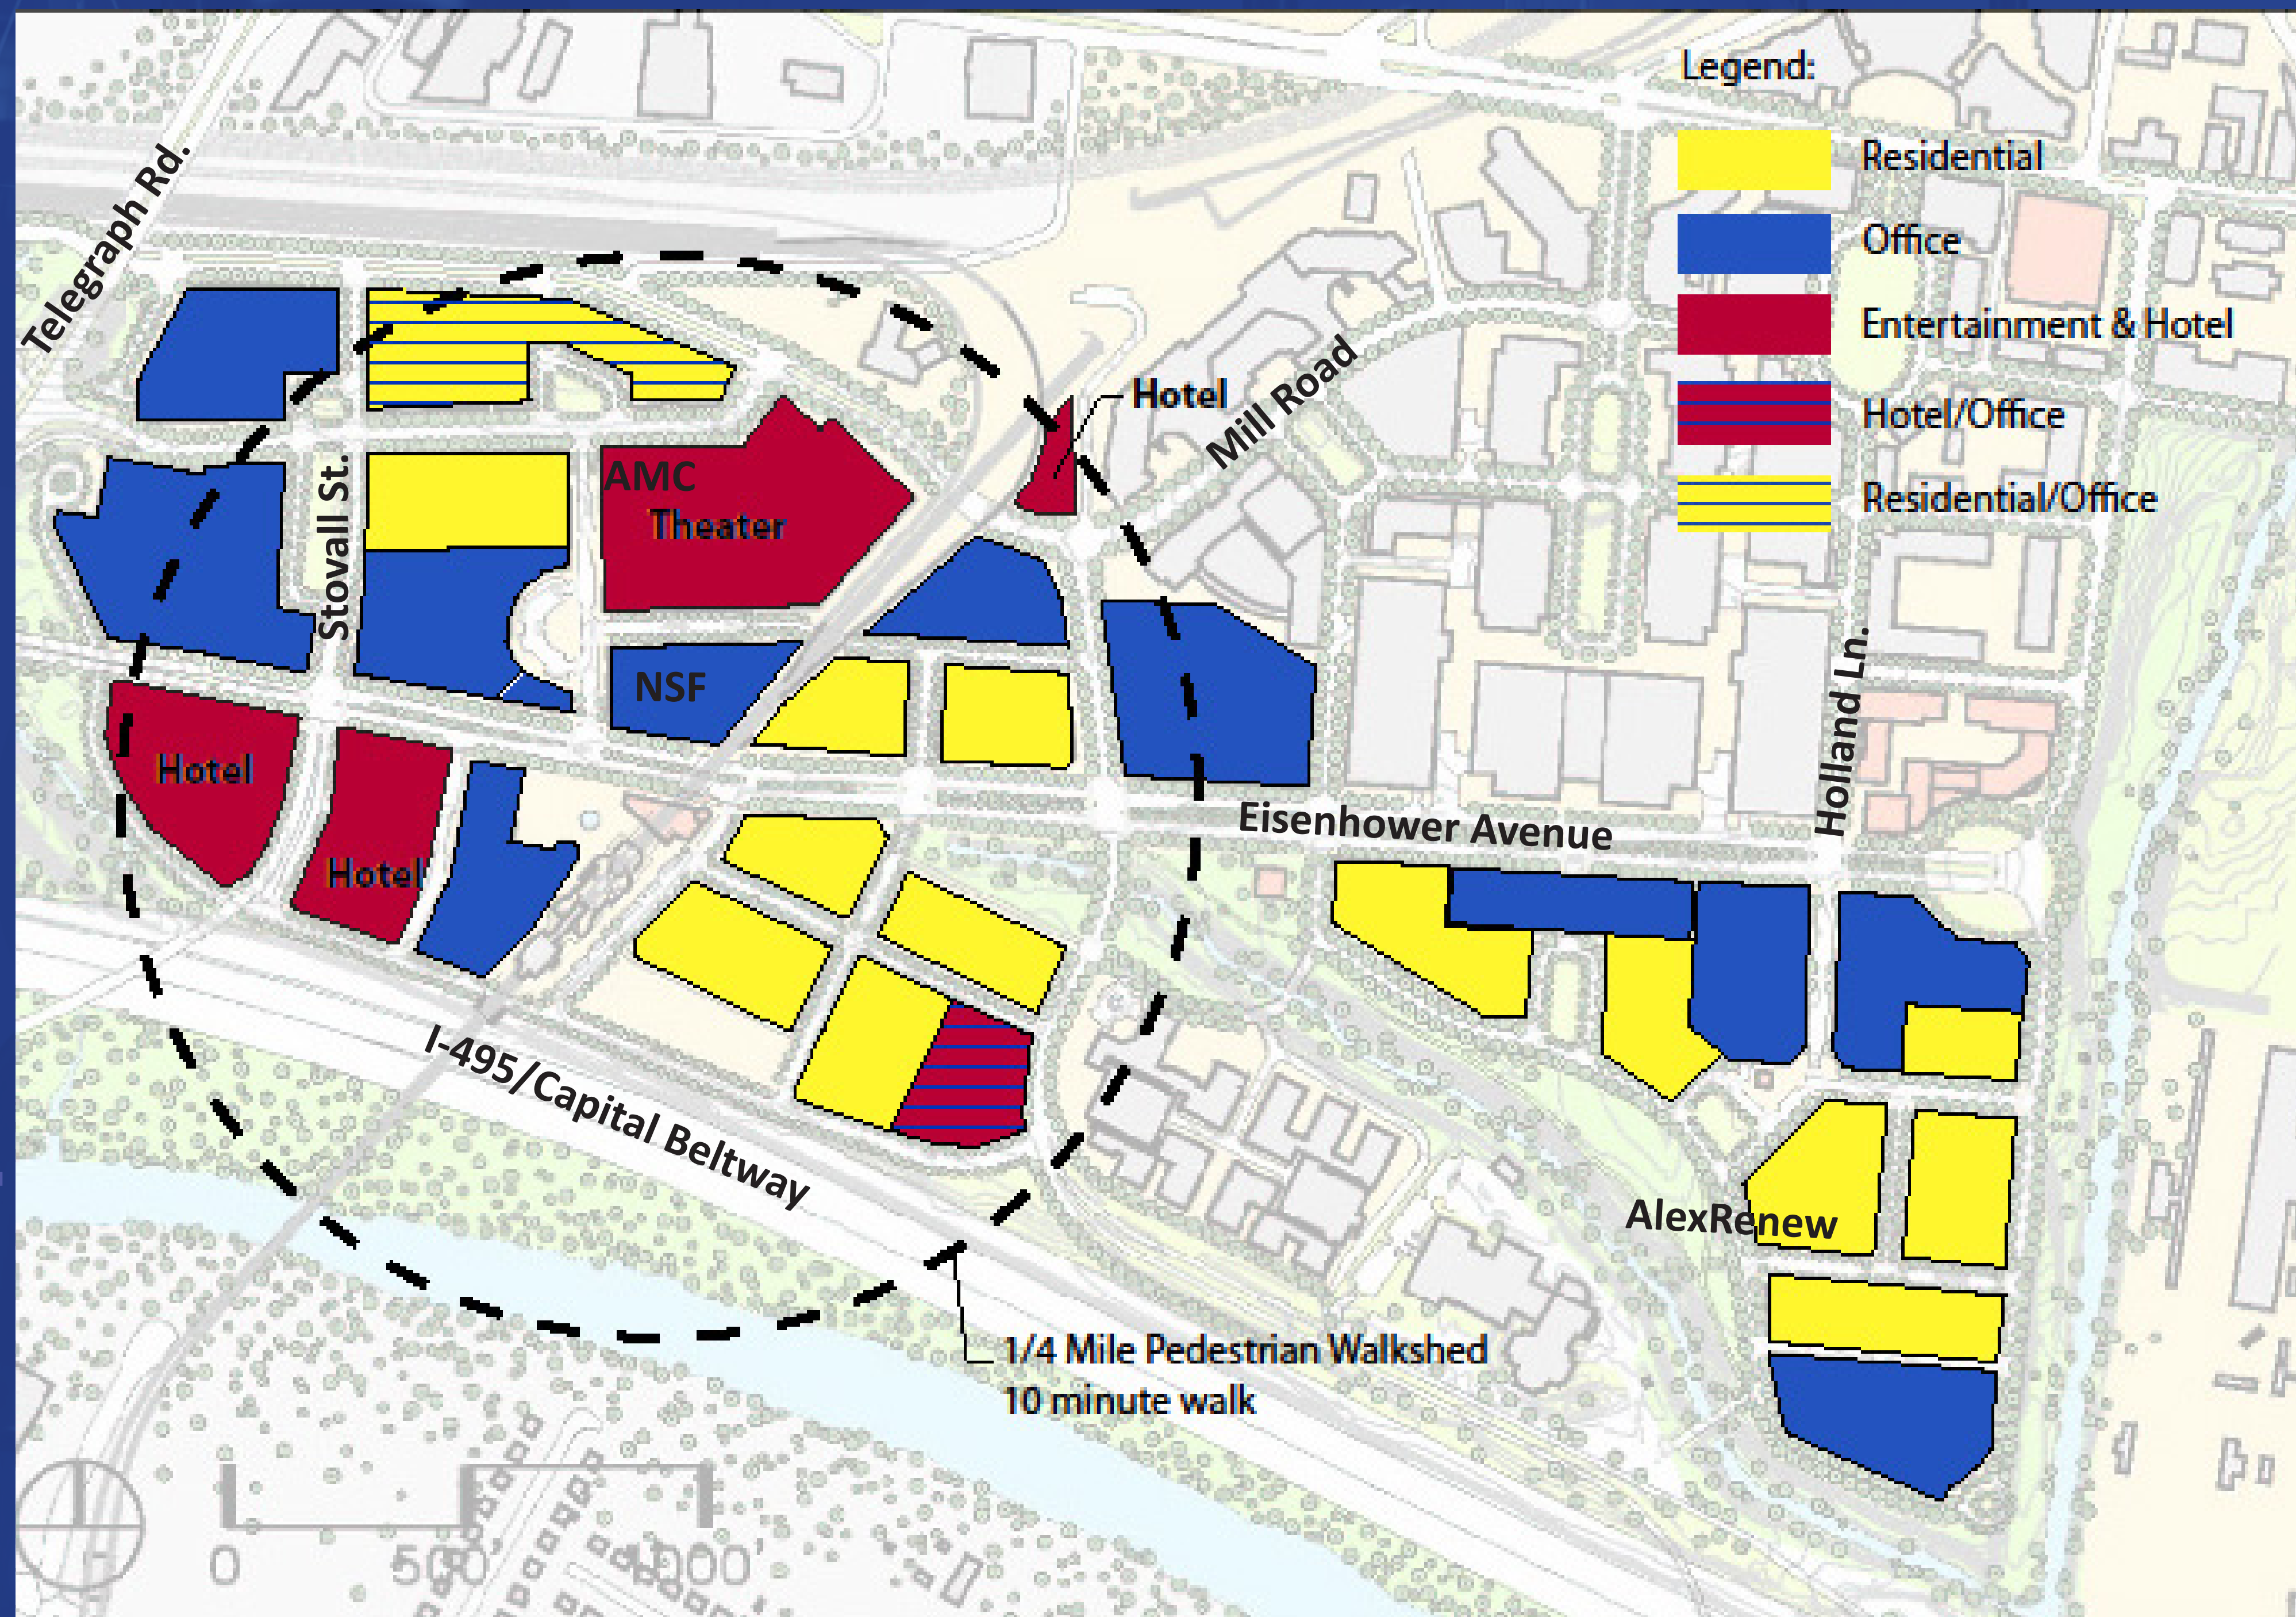 Legend:
Residential
Office
Entertainment & Hotel
Hotel/Office
Residential/Office
Telegraph Rd.
Hotel
Mill Road
AMC
Theater
Stovall St.
NSF
Hotel
Hotel
Eisenhower Avenue
Holland Ln.
I-495/Capital Beltway
AlexRenew
1/4 Mile Pedestrian Walkshed
10 minute walk
0 500' 1000'